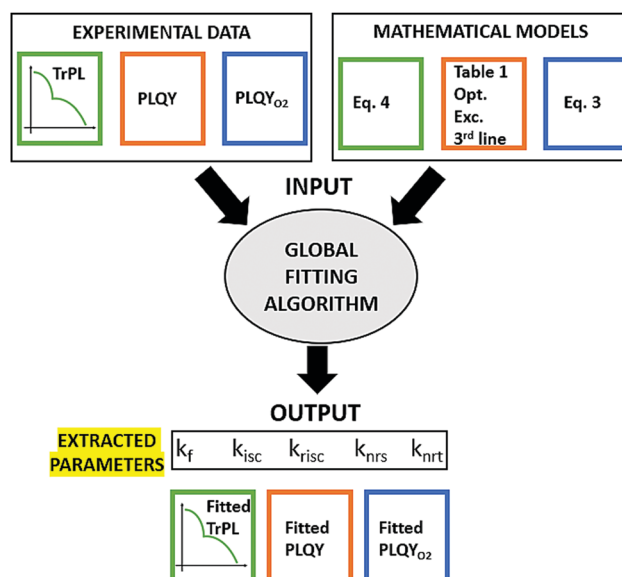 EXPERIMENTAL DATA
TrPL
PLQY
PLQYO2
MATHEMATICAL MODELS
Eq. 4
Table 1
Opt.
Exc.
3rd line
Eq. 3
INPUT
GLOBAL
FITTING
ALGORITHM
OUTPUT
EXTRACTED
PARAMETERS
kf kisc krisc knrs knrt
Fitted
TrPL
Fitted
PLQY
Fitted
PLQYO2